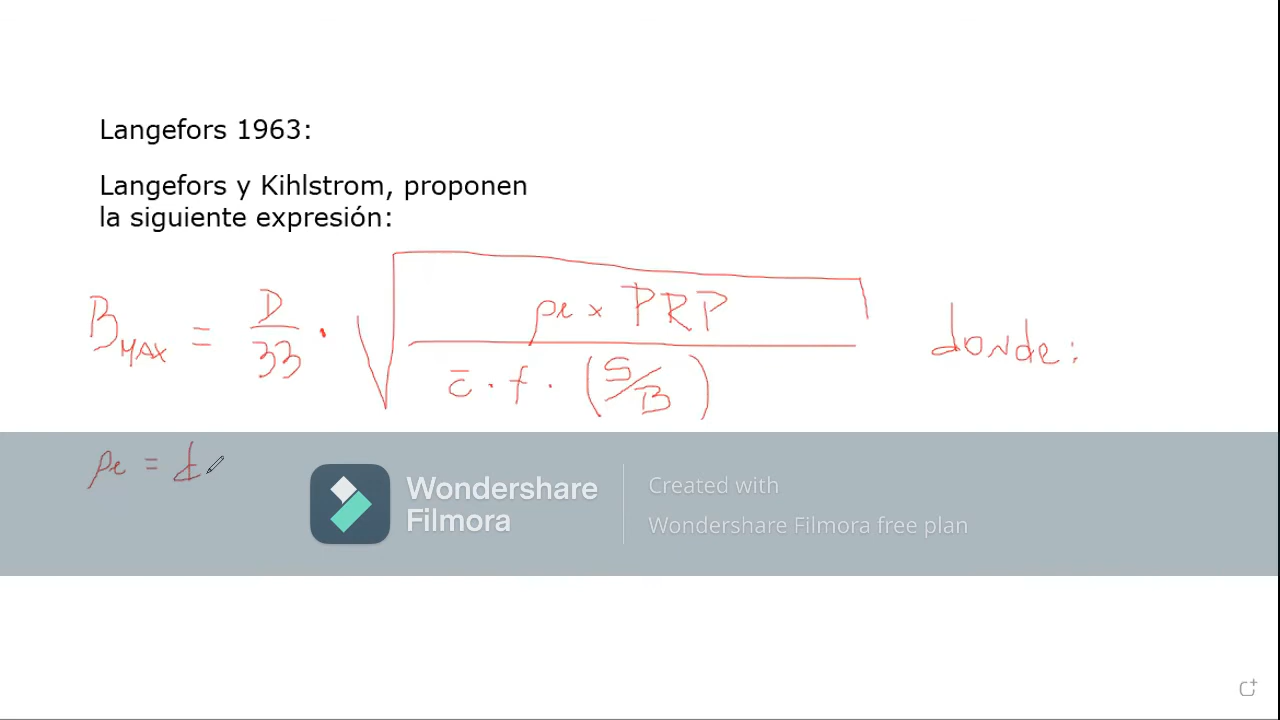 Langefors 1963:
Langefors y Kihlstrom, proponen
la siguiente expresión:
B_MAX = D/33 · √(ρe x PRP / c̄ · f · (S/B)) donde:
ρe = d
Wondershare
Filmora
Created with
Wondershare Filmora free plan